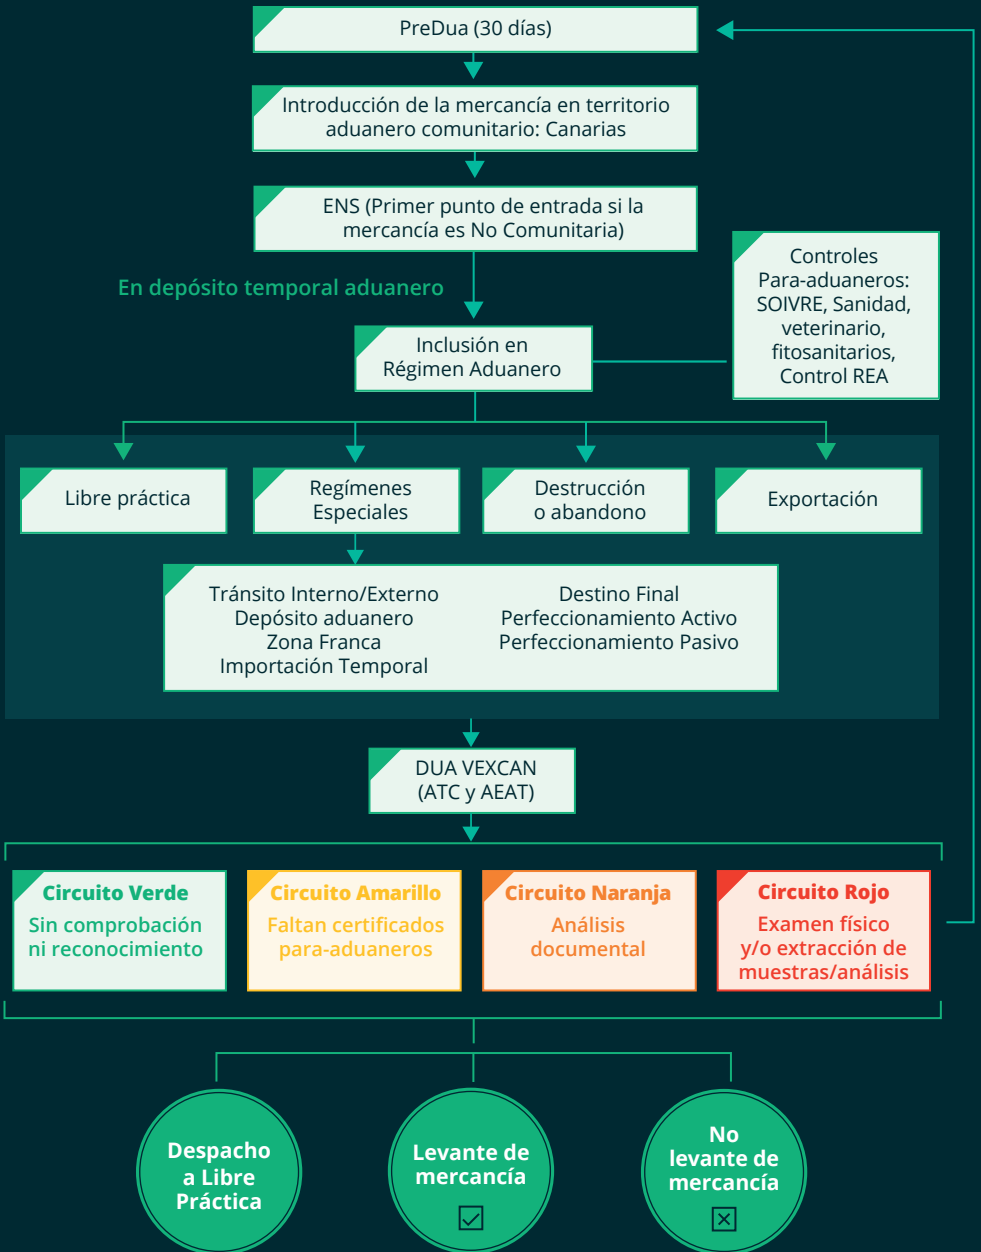 PreDua (30 días)
Introducción de la mercancía en territorio
aduanero comunitario: Canarias
ENS (Primer punto de entrada si la
mercancía es No Comunitaria)
En depósito temporal aduanero
Controles
Para-aduaneros:
SOIVRE, Sanidad,
veterinario,
fitosanitarios,
Control REA
Inclusión en
Régimen Aduanero
Libre práctica
Regímenes
Especiales
Destrucción
o abandono
Exportación
Tránsito Interno/Externo
Depósito aduanero
Zona Franca
Importación Temporal
Destino Final
Perfeccionamiento Activo
Perfeccionamiento Pasivo
DUA VEXCAN
(ATC y AEAT)
Circuito Verde
Sin comprobación
ni reconocimiento
Circuito Amarillo
Faltan certificados
para-aduaneros
Circuito Naranja
Análisis
documental
Circuito Rojo
Examen físico
y/o extracción de
muestras/análisis
Despacho
a Libre
Práctica
Levante de
mercancía
No
levante de
mercancía